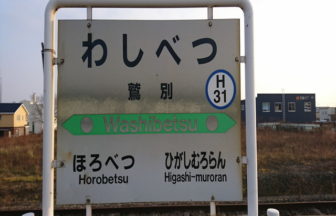 わしべつ
鷲別
H
31
Washibetsu
ほろべつ
Horobetsu
ひがしむろらん
Higashi-muroran